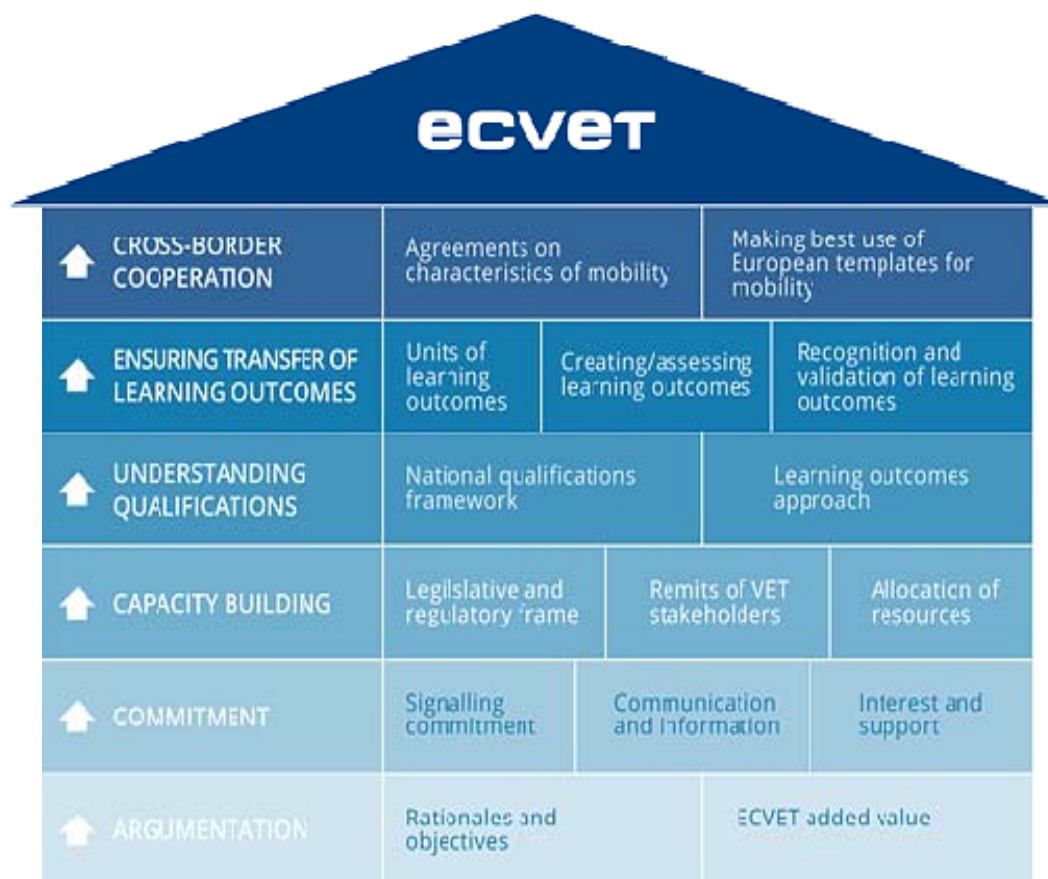 ecveT
CROSS-BORDER
COOPERATION
Agreements on
characteristics of mobility
Making best use of
European templates for
mobility
ENSURING TRANSFER OF
LEARNING OUTCOMES
Units of
learning
outcomes
Creating/assessing
learning outcomes
Recognition and
validation of learning
outcomes
UNDERSTANDING
QUALIFICATIONS
National qualifications
framework
Learning outcomes
approach
CAPACITY BUILDING
Legilslative and
regulatory frame
Remits of VET
stakeholders
Allocation of
resources
COMMITMENT
Signalling
commitment
Communication
and information
Interest and
support
ARGUMENTATION
Rationales and
objectives
ECVET added value